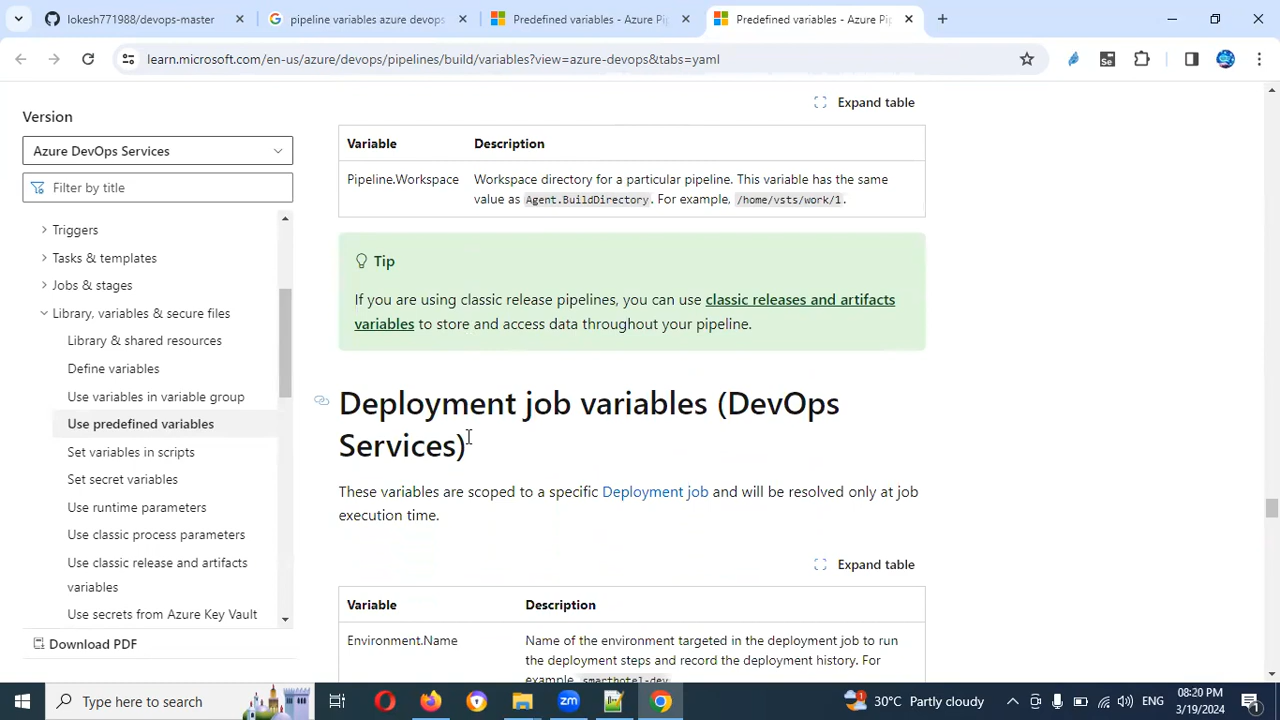 lokesh771988/devops-master
pipeline variables azure devops
Predefined variables - Azure Pip
Predefined variables - Azure Pip
learn.microsoft.com/en-us/azure/devops/pipelines/build/variables?view=azure-devops&tabs=yaml
Version
Azure DevOps Services
Filter by title
Triggers
Tasks & templates
Jobs & stages
Library, variables & secure files
Library & shared resources
Define variables
Use variables in variable group
Use predefined variables
Set variables in scripts
Set secret variables
Use runtime parameters
Use classic process parameters
Use classic release and artifacts
variables
Use secrets from Azure Key Vault
Download PDF
Expand table
Variable Description
Pipeline.Workspace Workspace directory for a particular pipeline. This variable has the same
value as Agent.BuildDirectory. For example, /home/vsts/work/1.
Tip
If you are using classic release pipelines, you can use classic releases and artifacts
variables to store and access data throughout your pipeline.
Deployment job variables (DevOps
Services)
These variables are scoped to a specific Deployment job and will be resolved only at job
execution time.
Expand table
Variable Description
Environment.Name Name of the environment targeted in the deployment job to run
the deployment steps and record the deployment history. For
example, smarthotel-dev.
Type here to search
30°C Partly cloudy
ENG
08:20 PM
3/19/2024